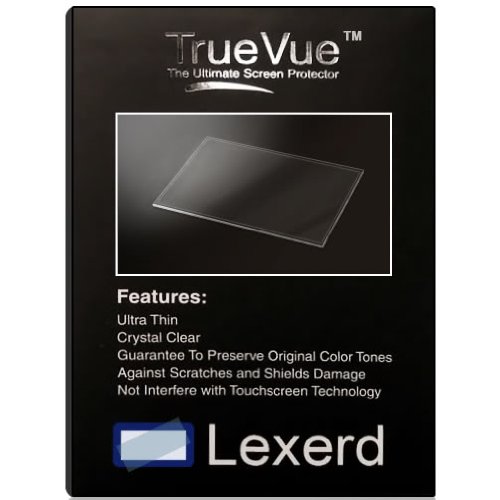 TrueVue™
The Ultimate Screen Protector
Features:
Ultra Thin
Crystal Clear
Guarantee To Preserve Original Color Tones
Against Scratches and Shields Damage
Not Interfere with Touchscreen Technology
Lexerd